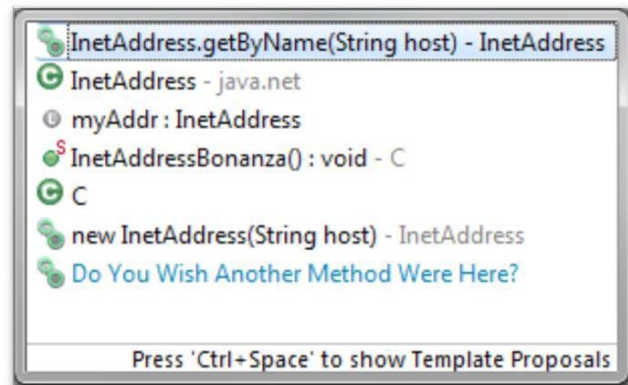 InetAddress.getByName(String host) - InetAddress
InetAddress - java.net
myAddr : InetAddress
InetAddressBonanza() : void - C
C
new InetAddress(String host) - InetAddress
Do You Wish Another Method Were Here?
Press 'Ctrl+Space' to show Template Proposals